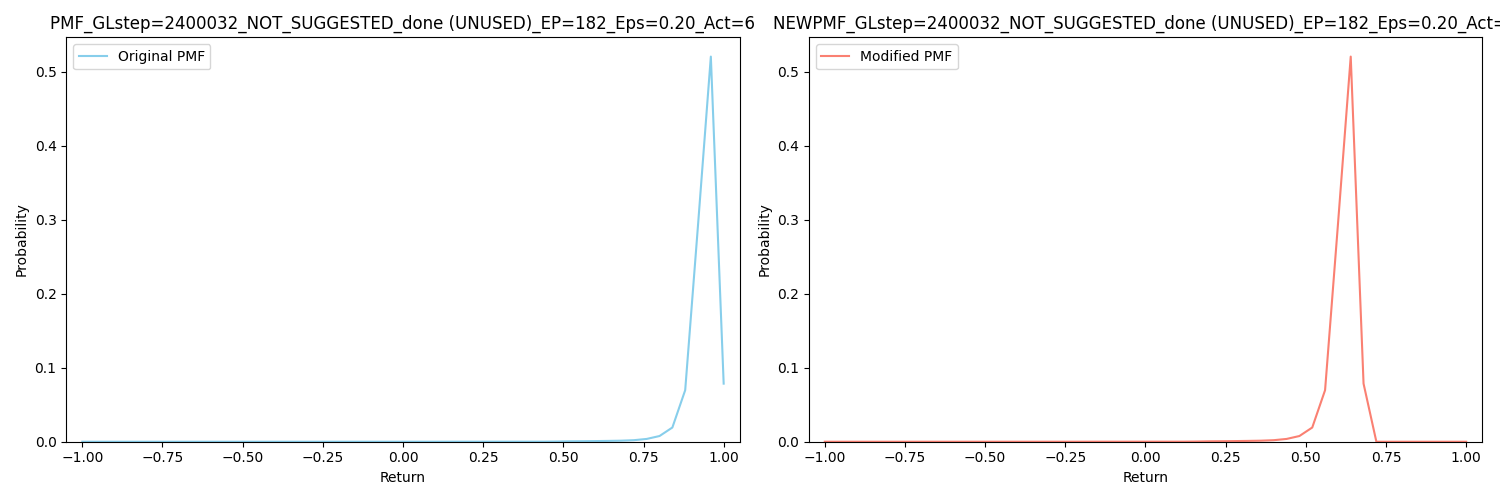 PMF_GLstep=2400032_NOT_SUGGESTED_done (UNUSED)_EP=182_Eps=0.20_Act=6
Original PMF
Probability
0.5
0.4
0.3
0.2
0.1
0.0
−1.00 −0.75 −0.50 −0.25 0.00 0.25 0.50 0.75 1.00
Return
NEWPMF_GLstep=2400032_NOT_SUGGESTED_done (UNUSED)_EP=182_Eps=0.20_Act=
Modified PMF
Probability
0.5
0.4
0.3
0.2
0.1
0.0
−1.00 −0.75 −0.50 −0.25 0.00 0.25 0.50 0.75 1.00
Return